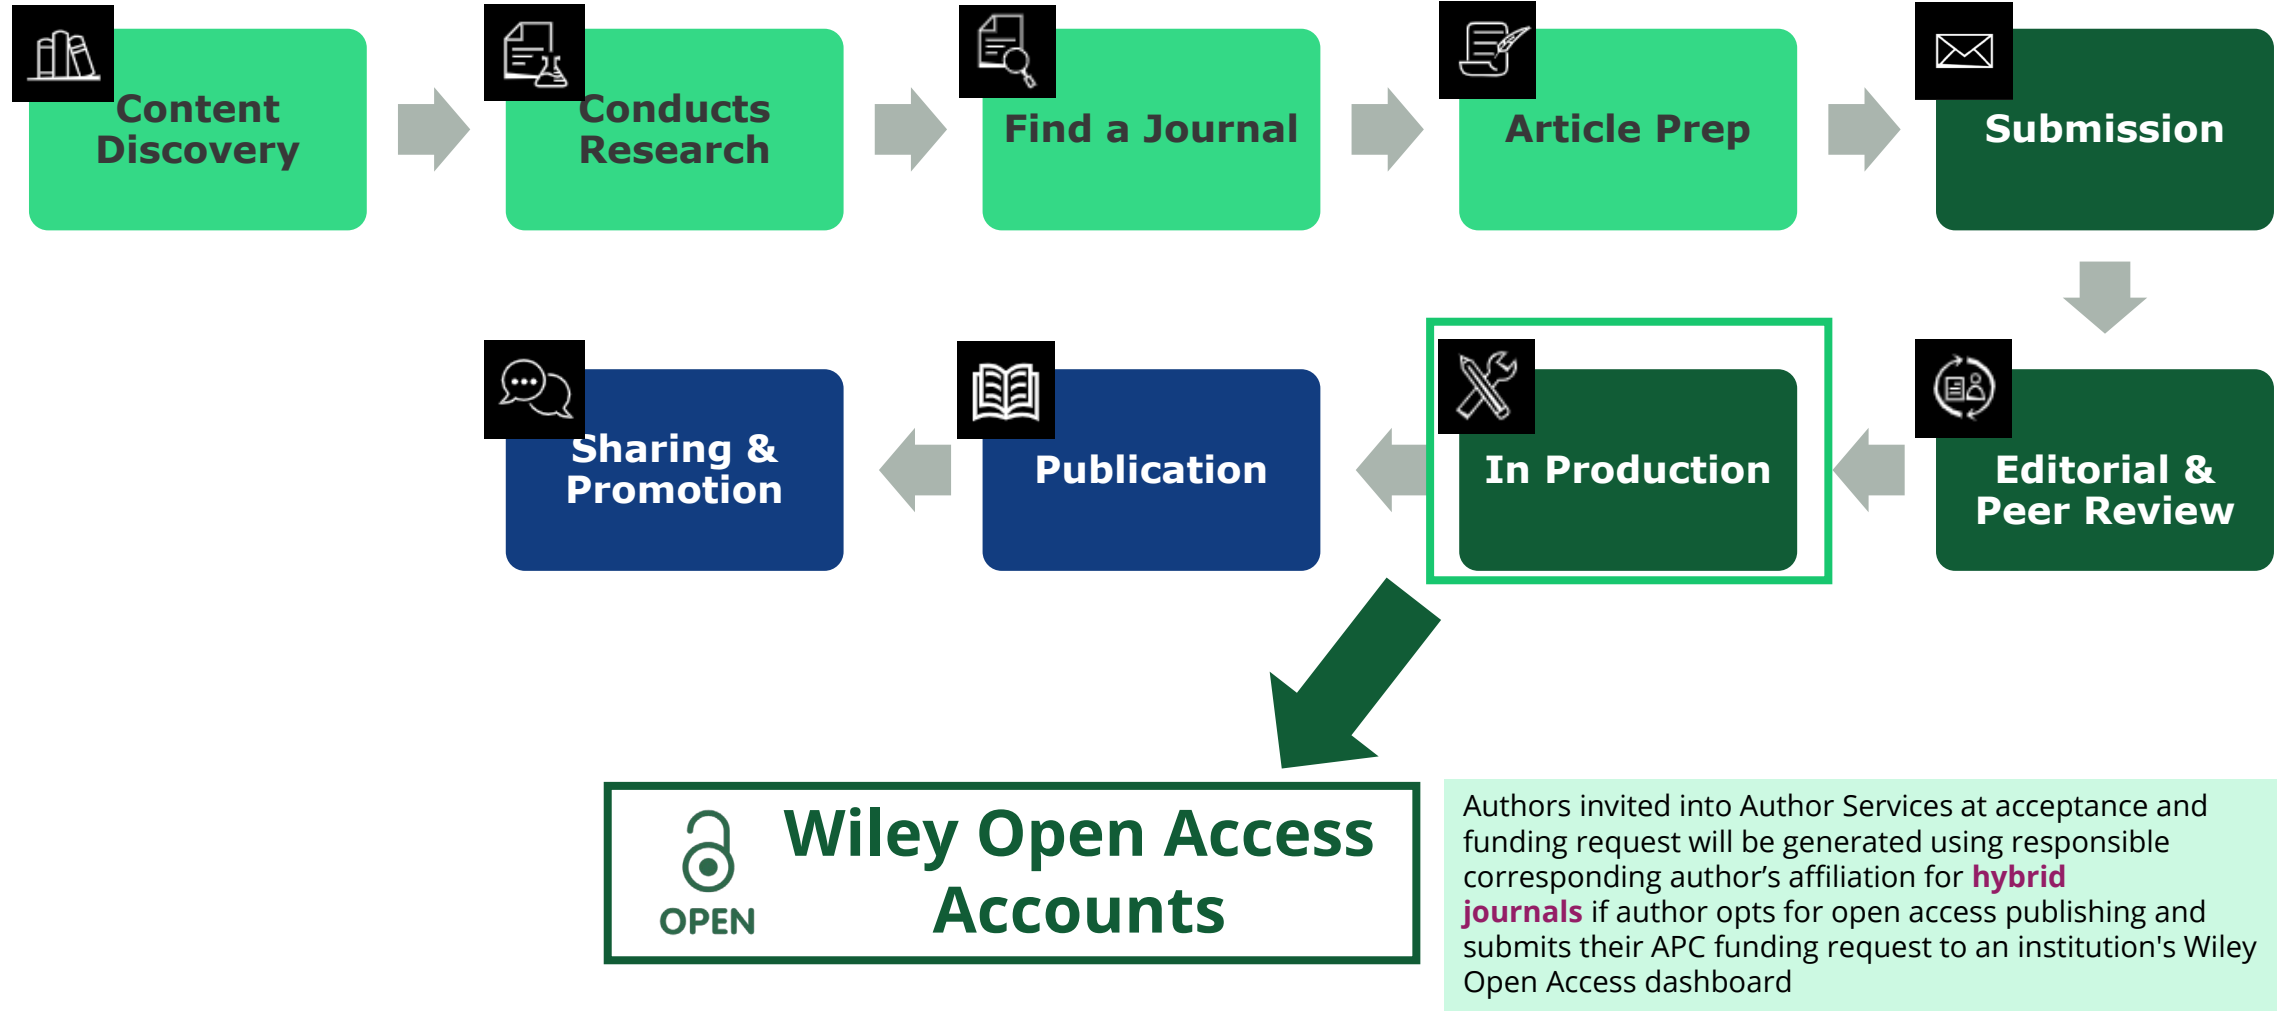 Content
Discovery
Conducts
Research
Find a Journal
Article Prep
Submission
Sharing &
Promotion
Publication
In Production
Editorial &
Peer Review
OPEN
Wiley Open Access
Accounts
Authors invited into Author Services at acceptance and
funding request will be generated using responsible
corresponding author’s affiliation for hybrid
journals if author opts for open access publishing and
submits their APC funding request to an institution's Wiley
Open Access dashboard